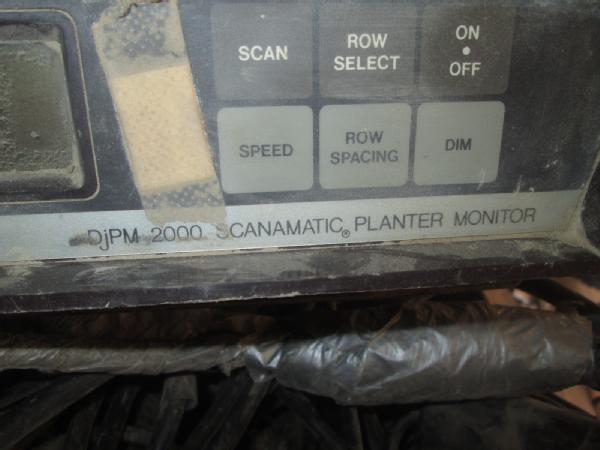 SCAN
ROW
SELECT
ON
OFF
SPEED
ROW
SPACING
DIM
DjPM 2000 SCANAMATIC® PLANTER MONITOR